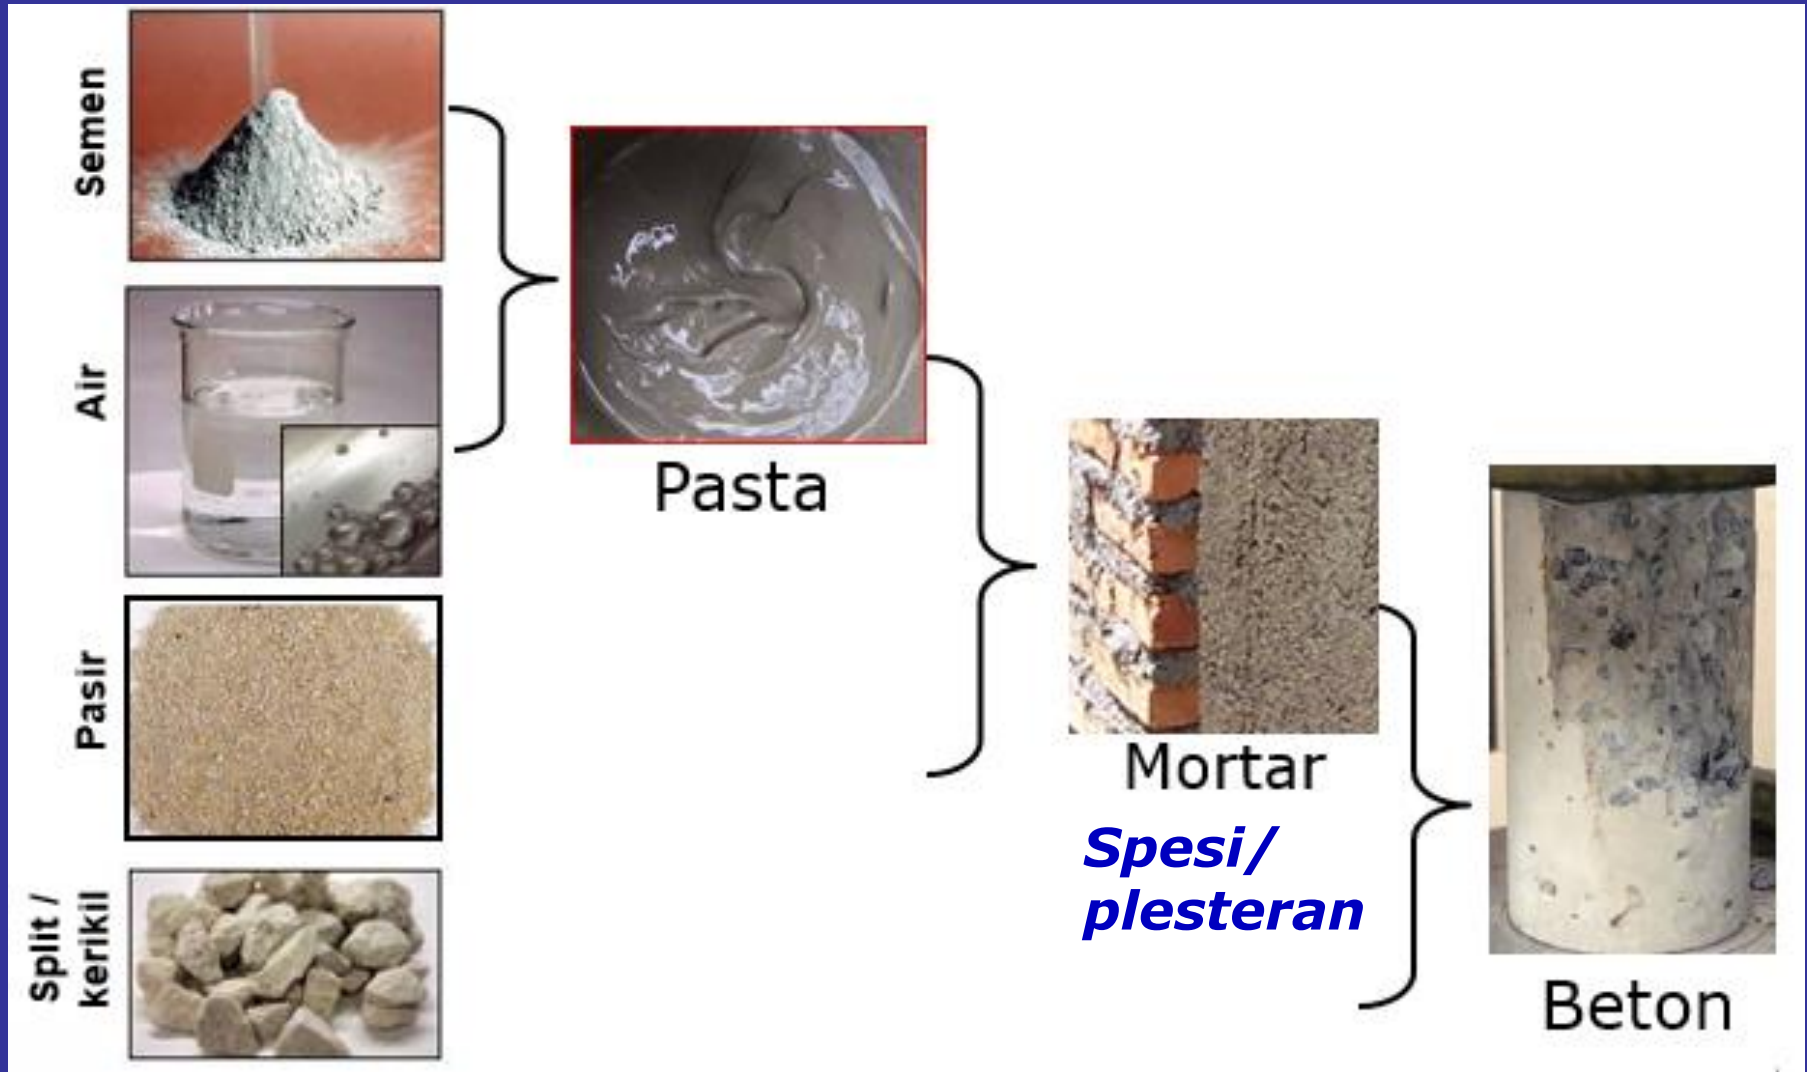 Semen
Air
Pasir
Split /
kerikil
Pasta
Mortar
Spesi/
plesteran
Beton